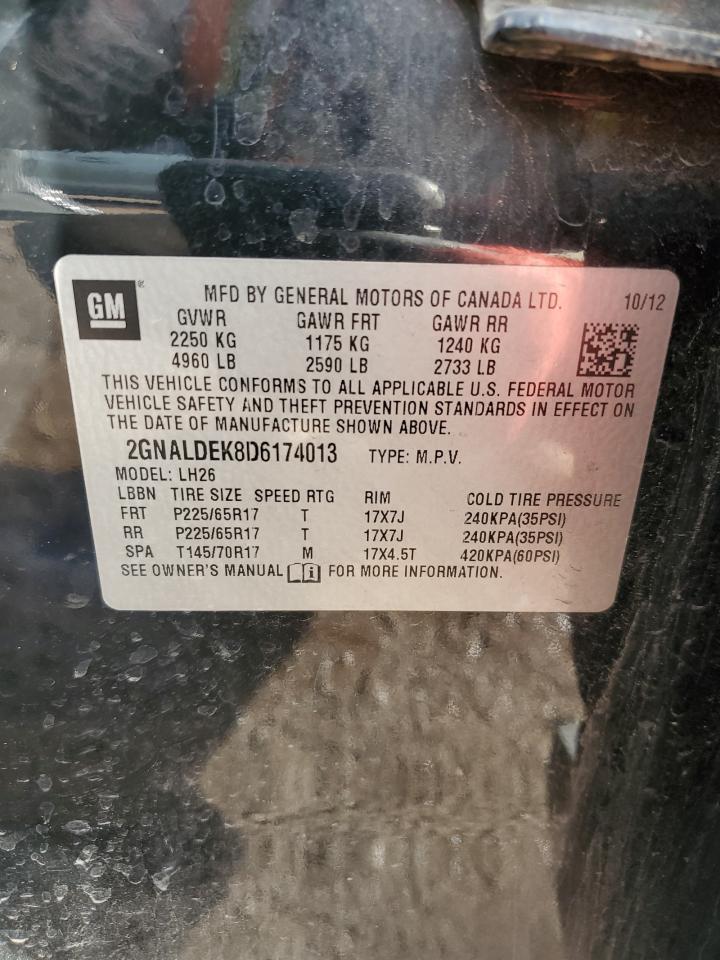 GM® MFD BY GENERAL MOTORS OF CANADA LTD. 10/12
GVWR GAWR FRT GAWR RR
2250 KG 1175 KG 1240 KG
4960 LB 2590 LB 2733 LB
THIS VEHICLE CONFORMS TO ALL APPLICABLE U.S. FEDERAL MOTOR
VEHICLE SAFETY AND THEFT PREVENTION STANDARDS IN EFFECT ON
THE DATE OF MANUFACTURE SHOWN ABOVE.
2GNALDEK8D6174013 TYPE: M.P.V.
MODEL: LH26
LBBN TIRE SIZE SPEED RTG RIM COLD TIRE PRESSURE
FRT P225/65R17 T 17X7J 240KPA(35PSI)
RR P225/65R17 T 17X7J 240KPA(35PSI)
SPA T145/70R17 M 17X4.5T 420KPA(60PSI)
SEE OWNER'S MANUAL i FOR MORE INFORMATION.